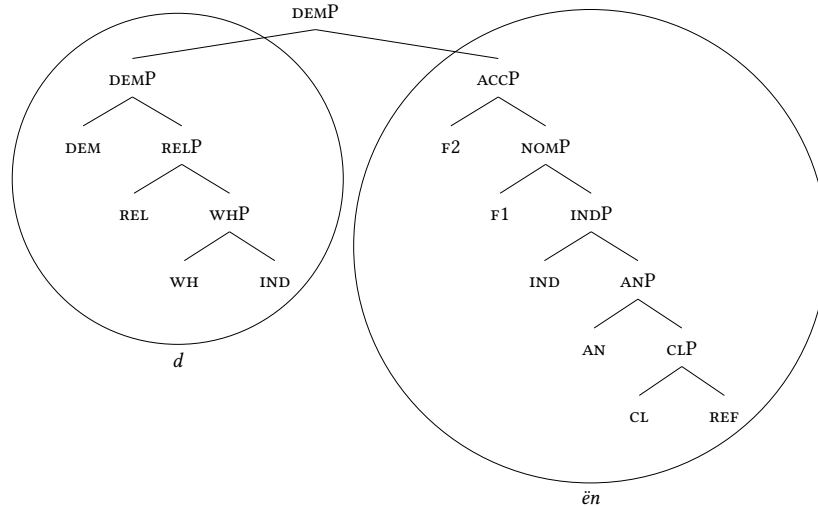 DEMP
DEMP ACCP
DEM RELP F2 NOMP
REL WHP F1 INDP
WH IND IND ANP
AN CLP
d
CL REF
ën